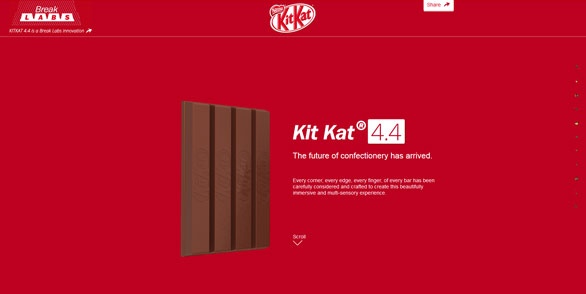 Break
LABS
KITKAT 4.4 is a Break Labs innovation
Nestlé
KitKat
Share
Kit Kat® 4.4
The future of confectionery has arrived.
Every corner, every edge, every finger, of every bar has been
carefully considered and crafted to create this beautifully
immersive and multi-sensory experience
Scroll